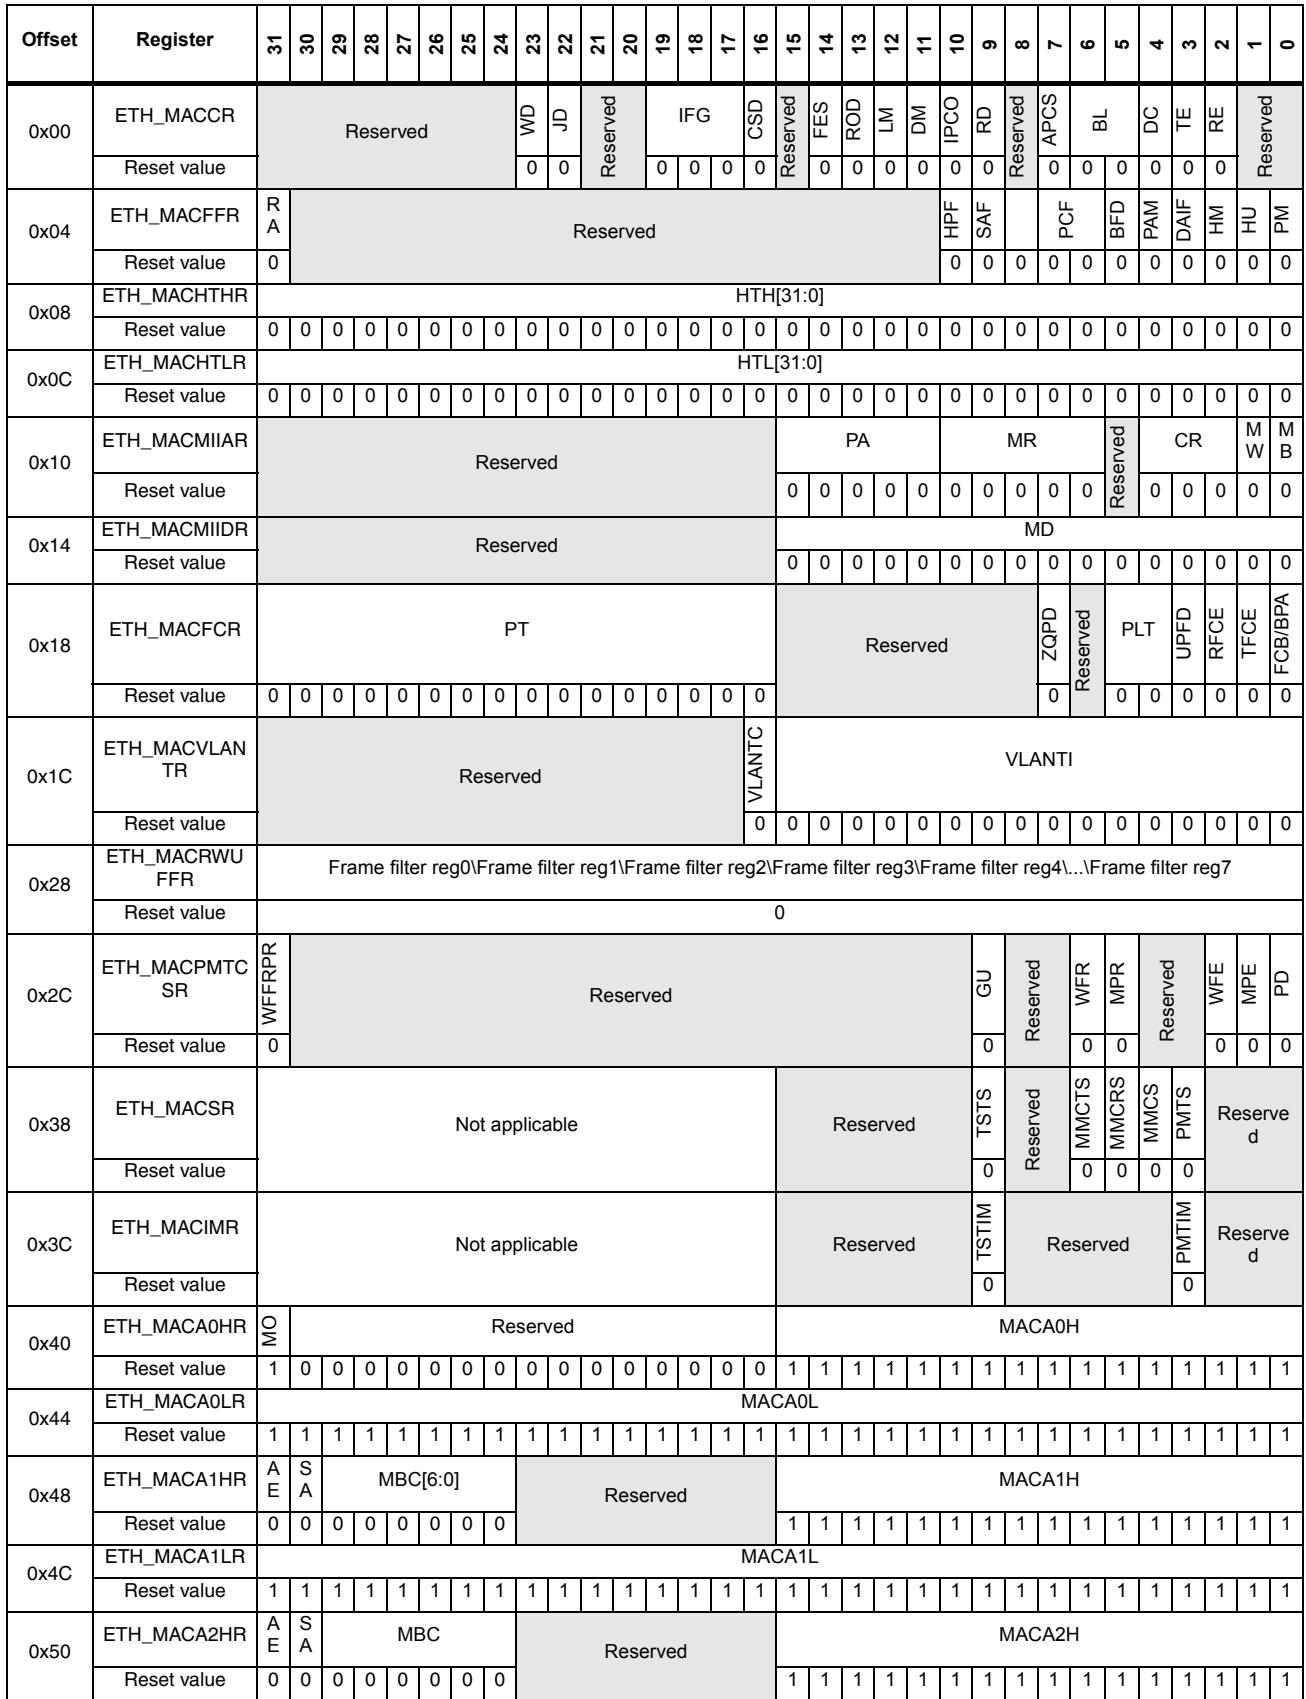 Offset Register 31 30 29 28 27 26 25 24 23 22 21 20 19 18 17 16 15 14 13 12 11 10 9 8 7 6 5 4 3 2 1 0
0x00 ETH_MACCR Reserved WD JD Reserved IFG CSD Reserved FES ROD LM DM IPCO RD Reserved APCS BL DC TE RE Reserved
Reset value 0 0 0 0 0 0 0 0 0 0 0 0 0 0 0 0 0 0
0x04 ETH_MACFFR RA Reserved HPF SAF PCF BFD PAM DAIF HM HU PM
Reset value 0 0 0 0 0 0 0 0 0 0 0 0
0x08 ETH_MACHTHR HTH[31:0]
Reset value 0 0 0 0 0 0 0 0 0 0 0 0 0 0 0 0 0 0 0 0 0 0 0 0 0 0 0 0 0 0 0 0
0x0C ETH_MACHTLR HTL[31:0]
Reset value 0 0 0 0 0 0 0 0 0 0 0 0 0 0 0 0 0 0 0 0 0 0 0 0 0 0 0 0 0 0 0 0
0x10 ETH_MACMIIAR Reserved PA MR Reserved CR MW MB
Reset value 0 0 0 0 0 0 0 0 0 0 0 0 0 0 0
0x14 ETH_MACMIIDR Reserved MD
Reset value 0 0 0 0 0 0 0 0 0 0 0 0 0 0 0 0
0x18 ETH_MACFCR PT Reserved ZQPD Reserved PLT UPFD RFCE TFCE FCB/BPA
Reset value 0 0 0 0 0 0 0 0 0 0 0 0 0 0 0 0 0 0 0 0 0 0 0
0x1C ETH_MACVLAN
TR Reserved VLANTC VLANTI
Reset value 0 0 0 0 0 0 0 0 0 0 0 0 0 0 0 0 0
0x28 ETH_MACRWU
FFR Frame filter reg0\Frame filter reg1\Frame filter reg2\Frame filter reg3\Frame filter reg4\...\Frame filter reg7
Reset value 0
0x2C ETH_MACPMTC
SR WFFRPR Reserved GU Reserved WFR MPR Reserved WFE MPE PD
Reset value 0 0 0 0 0 0 0
0x38 ETH_MACSR Not applicable Reserved TSTS Reserved MMCTS MMCRS MMCS PMTS Reserve
d
Reset value 0 0 0 0 0
0x3C ETH_MACIMR Not applicable Reserved TSTIM Reserved PMTIM Reserve
d
Reset value 0 0
0x40 ETH_MACA0HR MO Reserved MACA0H
Reset value 1 0 0 0 0 0 0 0 0 0 0 0 0 0 0 0 1 1 1 1 1 1 1 1 1 1 1 1 1 1 1 1
0x44 ETH_MACA0LR MACA0L
Reset value 1 1 1 1 1 1 1 1 1 1 1 1 1 1 1 1 1 1 1 1 1 1 1 1 1 1 1 1 1 1 1 1
0x48 ETH_MACA1HR AE SA MBC[6:0] Reserved MACA1H
Reset value 0 0 0 0 0 0 0 0 1 1 1 1 1 1 1 1 1 1 1 1 1 1 1 1
0x4C ETH_MACA1LR MACA1L
Reset value 1 1 1 1 1 1 1 1 1 1 1 1 1 1 1 1 1 1 1 1 1 1 1 1 1 1 1 1 1 1 1 1
0x50 ETH_MACA2HR AE SA MBC Reserved MACA2H
Reset value 0 0 0 0 0 0 0 0 1 1 1 1 1 1 1 1 1 1 1 1 1 1 1 1